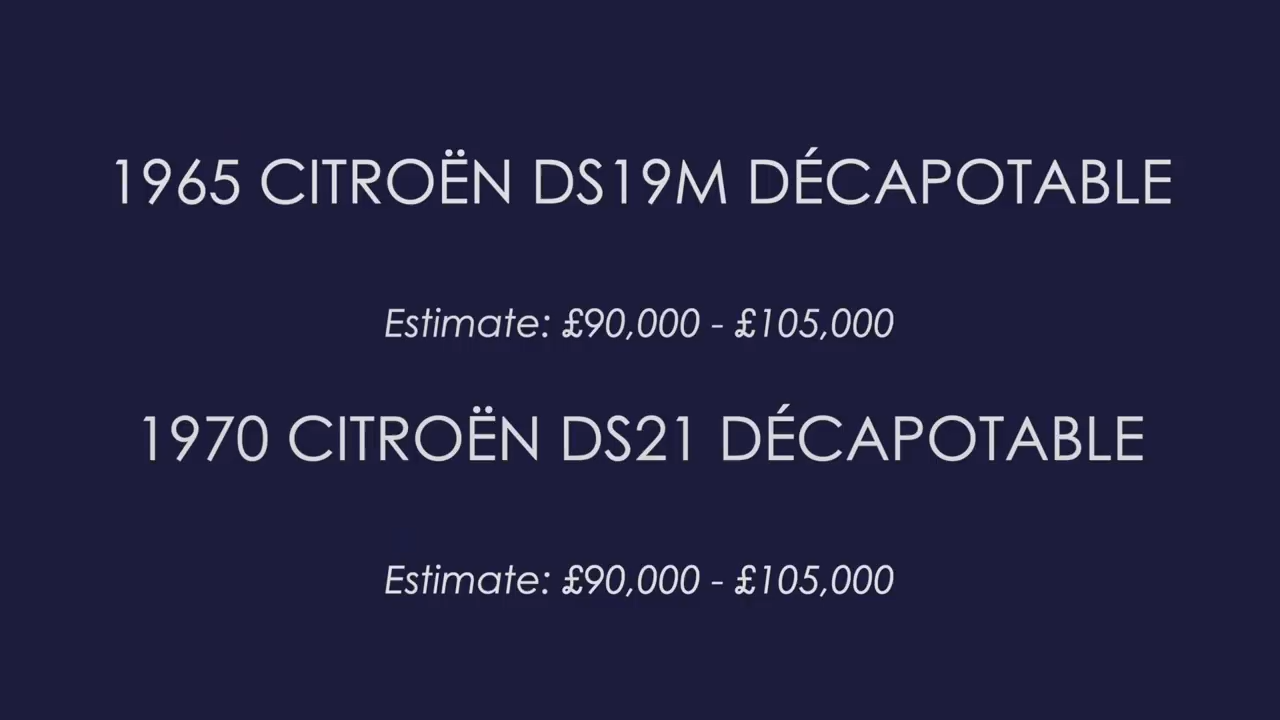 1965 CITROËN DS19M DÉCAPOTABLE
Estimate: £90,000 - £105,000
1970 CITROËN DS21 DÉCAPOTABLE
Estimate: £90,000 - £105,000